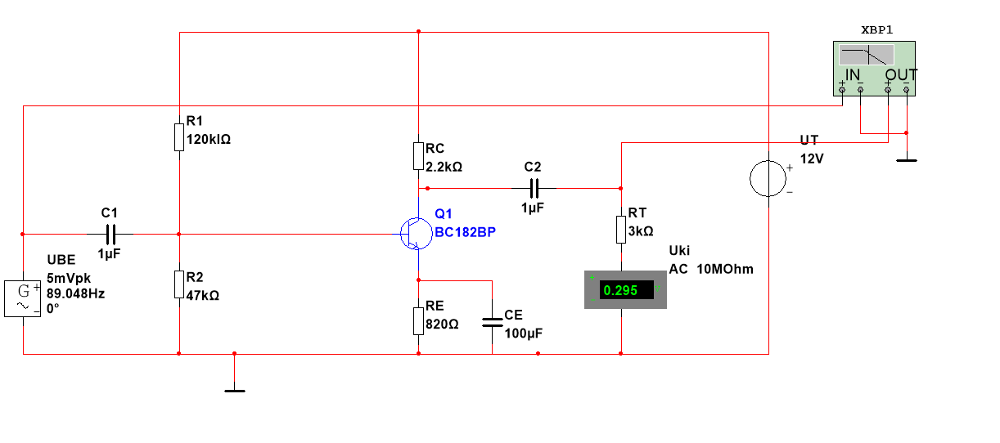 XBP1
IN OUT
R1
120klΩ
RC
2.2kΩ
UT
12V
C1
1µF
C2
1µF
Q1
BC182BP
RT
3kΩ
UBE
5mVpk
89.048Hz
0°
G
R2
47kΩ
Uki
AC 10MOhm
0.295 V
RE
820Ω
CE
100µF